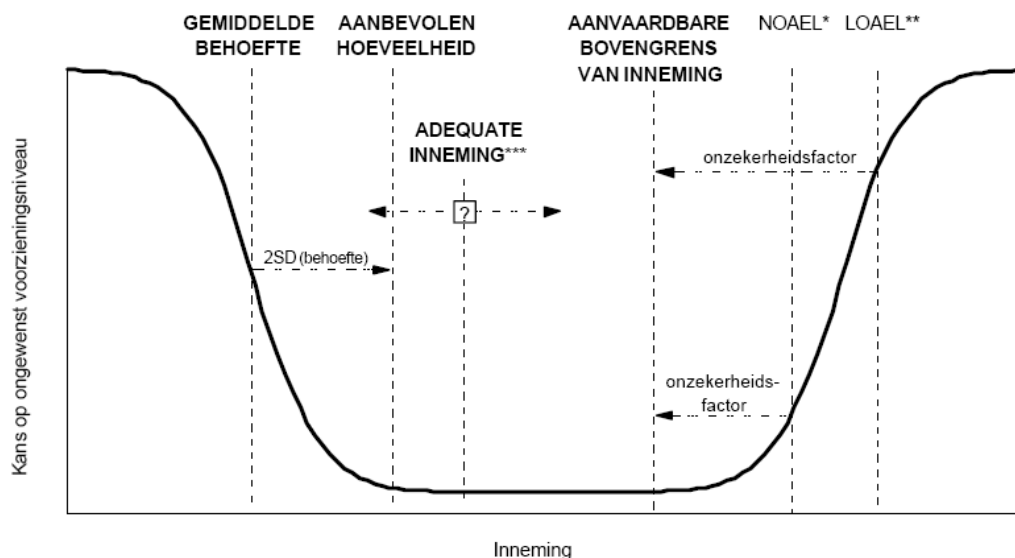 GEMIDDELDE
BEHOEFTE
AANBEVOLEN
HOEVEELHEID
AANVAARDBARE
BOVENGRENS
VAN INNEMING
NOAEL*
LOAEL**
ADEQUATE
INNEMING***
onzekerheidsfactor
?
2SD (behoefte)
onzekerheids-
factor
Kans op ongewenst voorzieningsniveau
Inneming